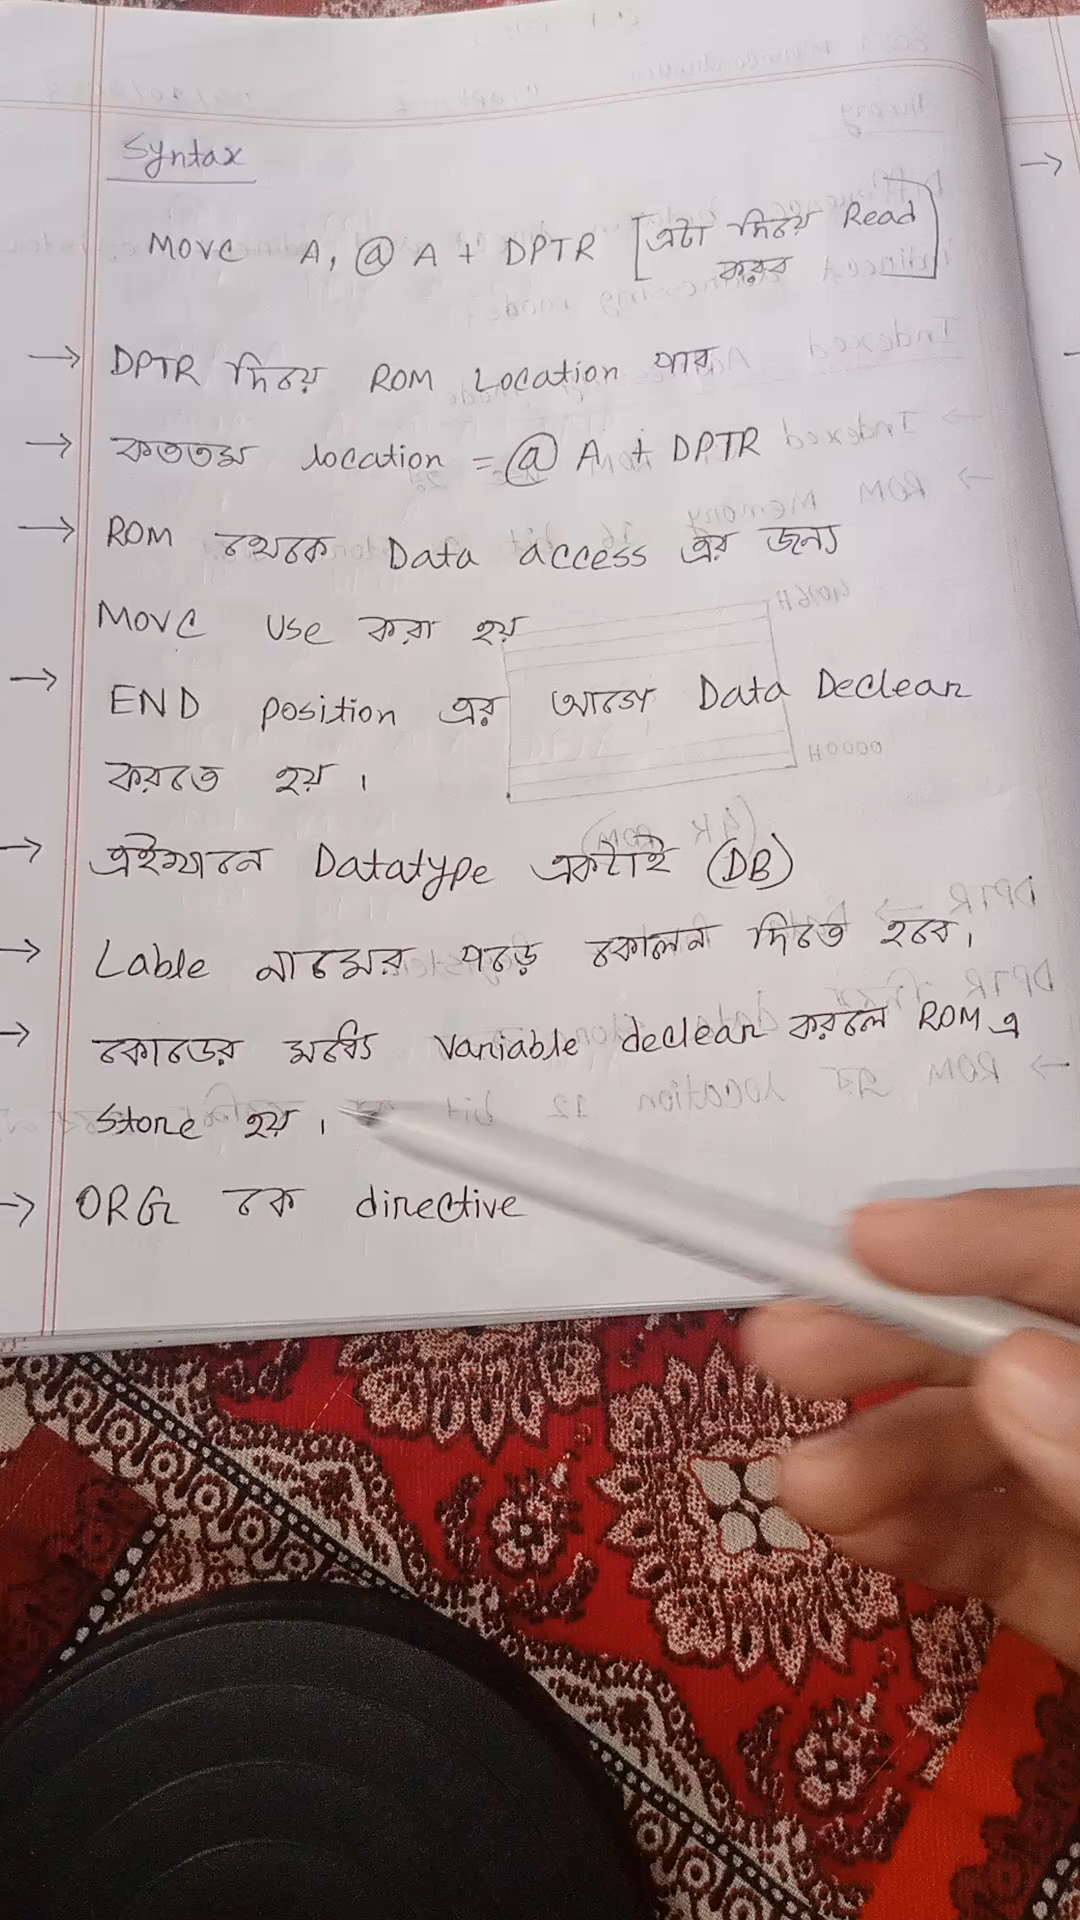 Syntax
MOVC A, @ A + DPTR [এটা দিয়ে Read
করব]
→ DPTR দিয়ে ROM Location যাব
→ কততম location = @ A + DPTR
→ ROM থেকে Data access এর জন্য
MOVC use করা হয়
→ END position এর আগে Data Declear
করতে হয়।
→ এইখানে Datatype একটাই (DB)
→ Lable নামের পড়ে কোলন দিতে হবে।
→ কোডের মধ্যে variable declear করলে ROM এ
Store হয়।
→ ORG কে directive